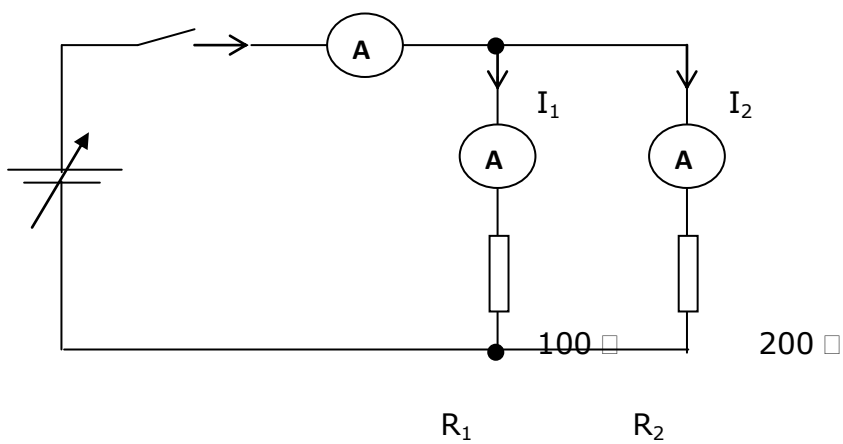 A
I₁ I₂
A A
100 □ 200 □
R₁ R₂